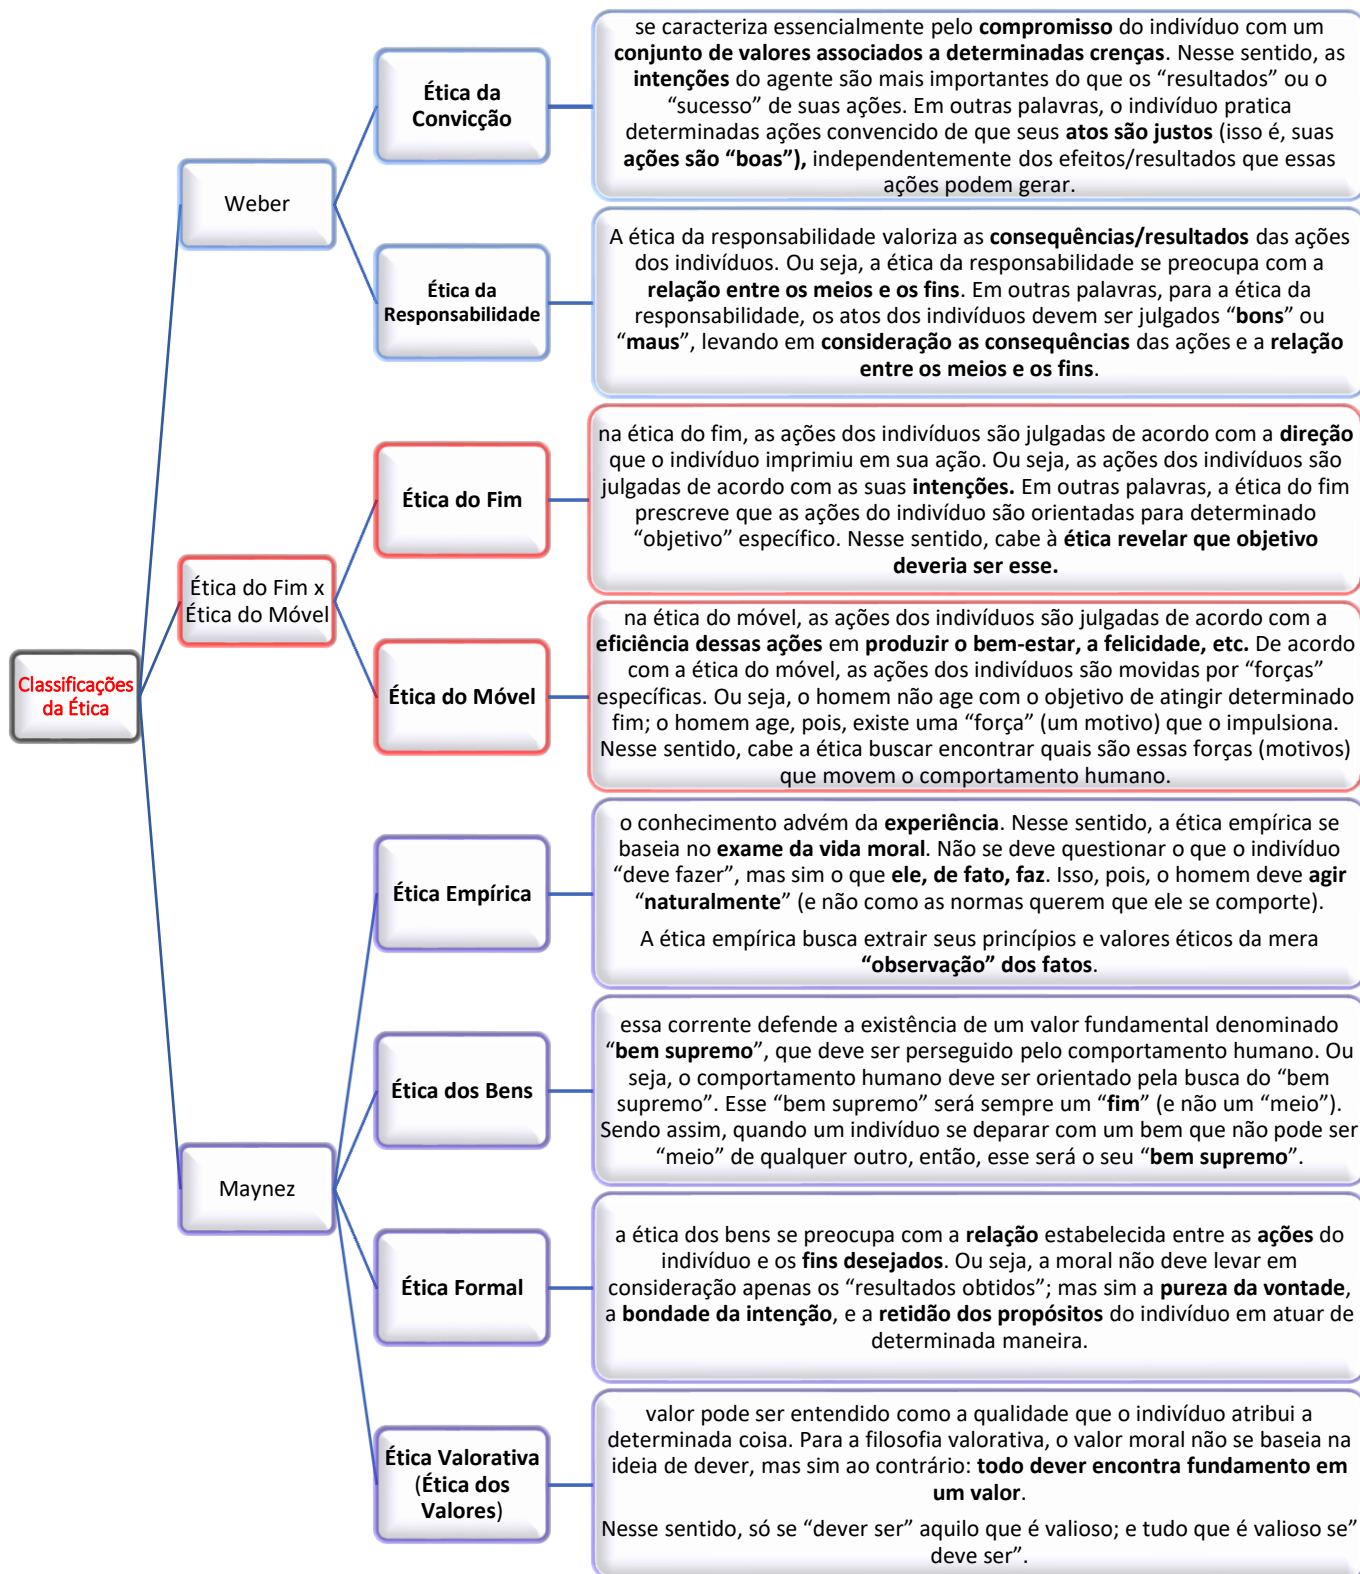 Classificações
da Ética
Weber
Ética da
Convicção
se caracteriza essencialmente pelo compromisso do indivíduo com um
conjunto de valores associados a determinadas crenças. Nesse sentido, as
intenções do agente são mais importantes do que os “resultados” ou o
“sucesso” de suas ações. Em outras palavras, o indivíduo pratica
determinadas ações convencido de que seus atos são justos (isso é, suas
ações são “boas”), independentemente dos efeitos/resultados que essas
ações podem gerar.
Ética da
Responsabilidade
A ética da responsabilidade valoriza as consequências/resultados das ações
dos indivíduos. Ou seja, a ética da responsabilidade se preocupa com a
relação entre os meios e os fins. Em outras palavras, para a ética da
responsabilidade, os atos dos indivíduos devem ser julgados “bons” ou
“maus”, levando em consideração as consequências das ações e a relação
entre os meios e os fins.
Ética do Fim x
Ética do Móvel
Ética do Fim
na ética do fim, as ações dos indivíduos são julgadas de acordo com a direção
que o indivíduo imprimiu em sua ação. Ou seja, as ações dos indivíduos são
julgadas de acordo com as suas intenções. Em outras palavras, a ética do fim
prescreve que as ações do indivíduo são orientadas para determinado
“objetivo” específico. Nesse sentido, cabe à ética revelar que objetivo
deveria ser esse.
Ética do Móvel
na ética do móvel, as ações dos indivíduos são julgadas de acordo com a
eficiência dessas ações em produzir o bem-estar, a felicidade, etc. De acordo
com a ética do móvel, as ações dos indivíduos são movidas por “forças”
específicas. Ou seja, o homem não age com o objetivo de atingir determinado
fim; o homem age, pois, existe uma “força” (um motivo) que o impulsiona.
Nesse sentido, cabe a ética buscar encontrar quais são essas forças (motivos)
que movem o comportamento humano.
Maynez
Ética Empírica
o conhecimento advém da experiência. Nesse sentido, a ética empírica se
baseia no exame da vida moral. Não se deve questionar o que o indivíduo
“deve fazer”, mas sim o que ele, de fato, faz. Isso, pois, o homem deve agir
“naturalmente” (e não como as normas querem que ele se comporte).
A ética empírica busca extrair seus princípios e valores éticos da mera
“observação” dos fatos.
Ética dos Bens
essa corrente defende a existência de um valor fundamental denominado
“bem supremo”, que deve ser perseguido pelo comportamento humano. Ou
seja, o comportamento humano deve ser orientado pela busca do “bem
supremo”. Esse “bem supremo” será sempre um “fim” (e não um “meio”).
Sendo assim, quando um indivíduo se deparar com um bem que não pode ser
“meio” de qualquer outro, então, esse será o seu “bem supremo”.
Ética Formal
a ética dos bens se preocupa com a relação estabelecida entre as ações do
indivíduo e os fins desejados. Ou seja, a moral não deve levar em
consideração apenas os “resultados obtidos”; mas sim a pureza da vontade,
a bondade da intenção, e a retidão dos propósitos do indivíduo em atuar de
determinada maneira.
Ética Valorativa
(Ética dos
Valores)
valor pode ser entendido como a qualidade que o indivíduo atribui a
determinada coisa. Para a filosofia valorativa, o valor moral não se baseia na
ideia de dever, mas sim ao contrário: todo dever encontra fundamento em
um valor.
Nesse sentido, só se “dever ser” aquilo que é valioso; e tudo que é valioso se”
deve ser”.